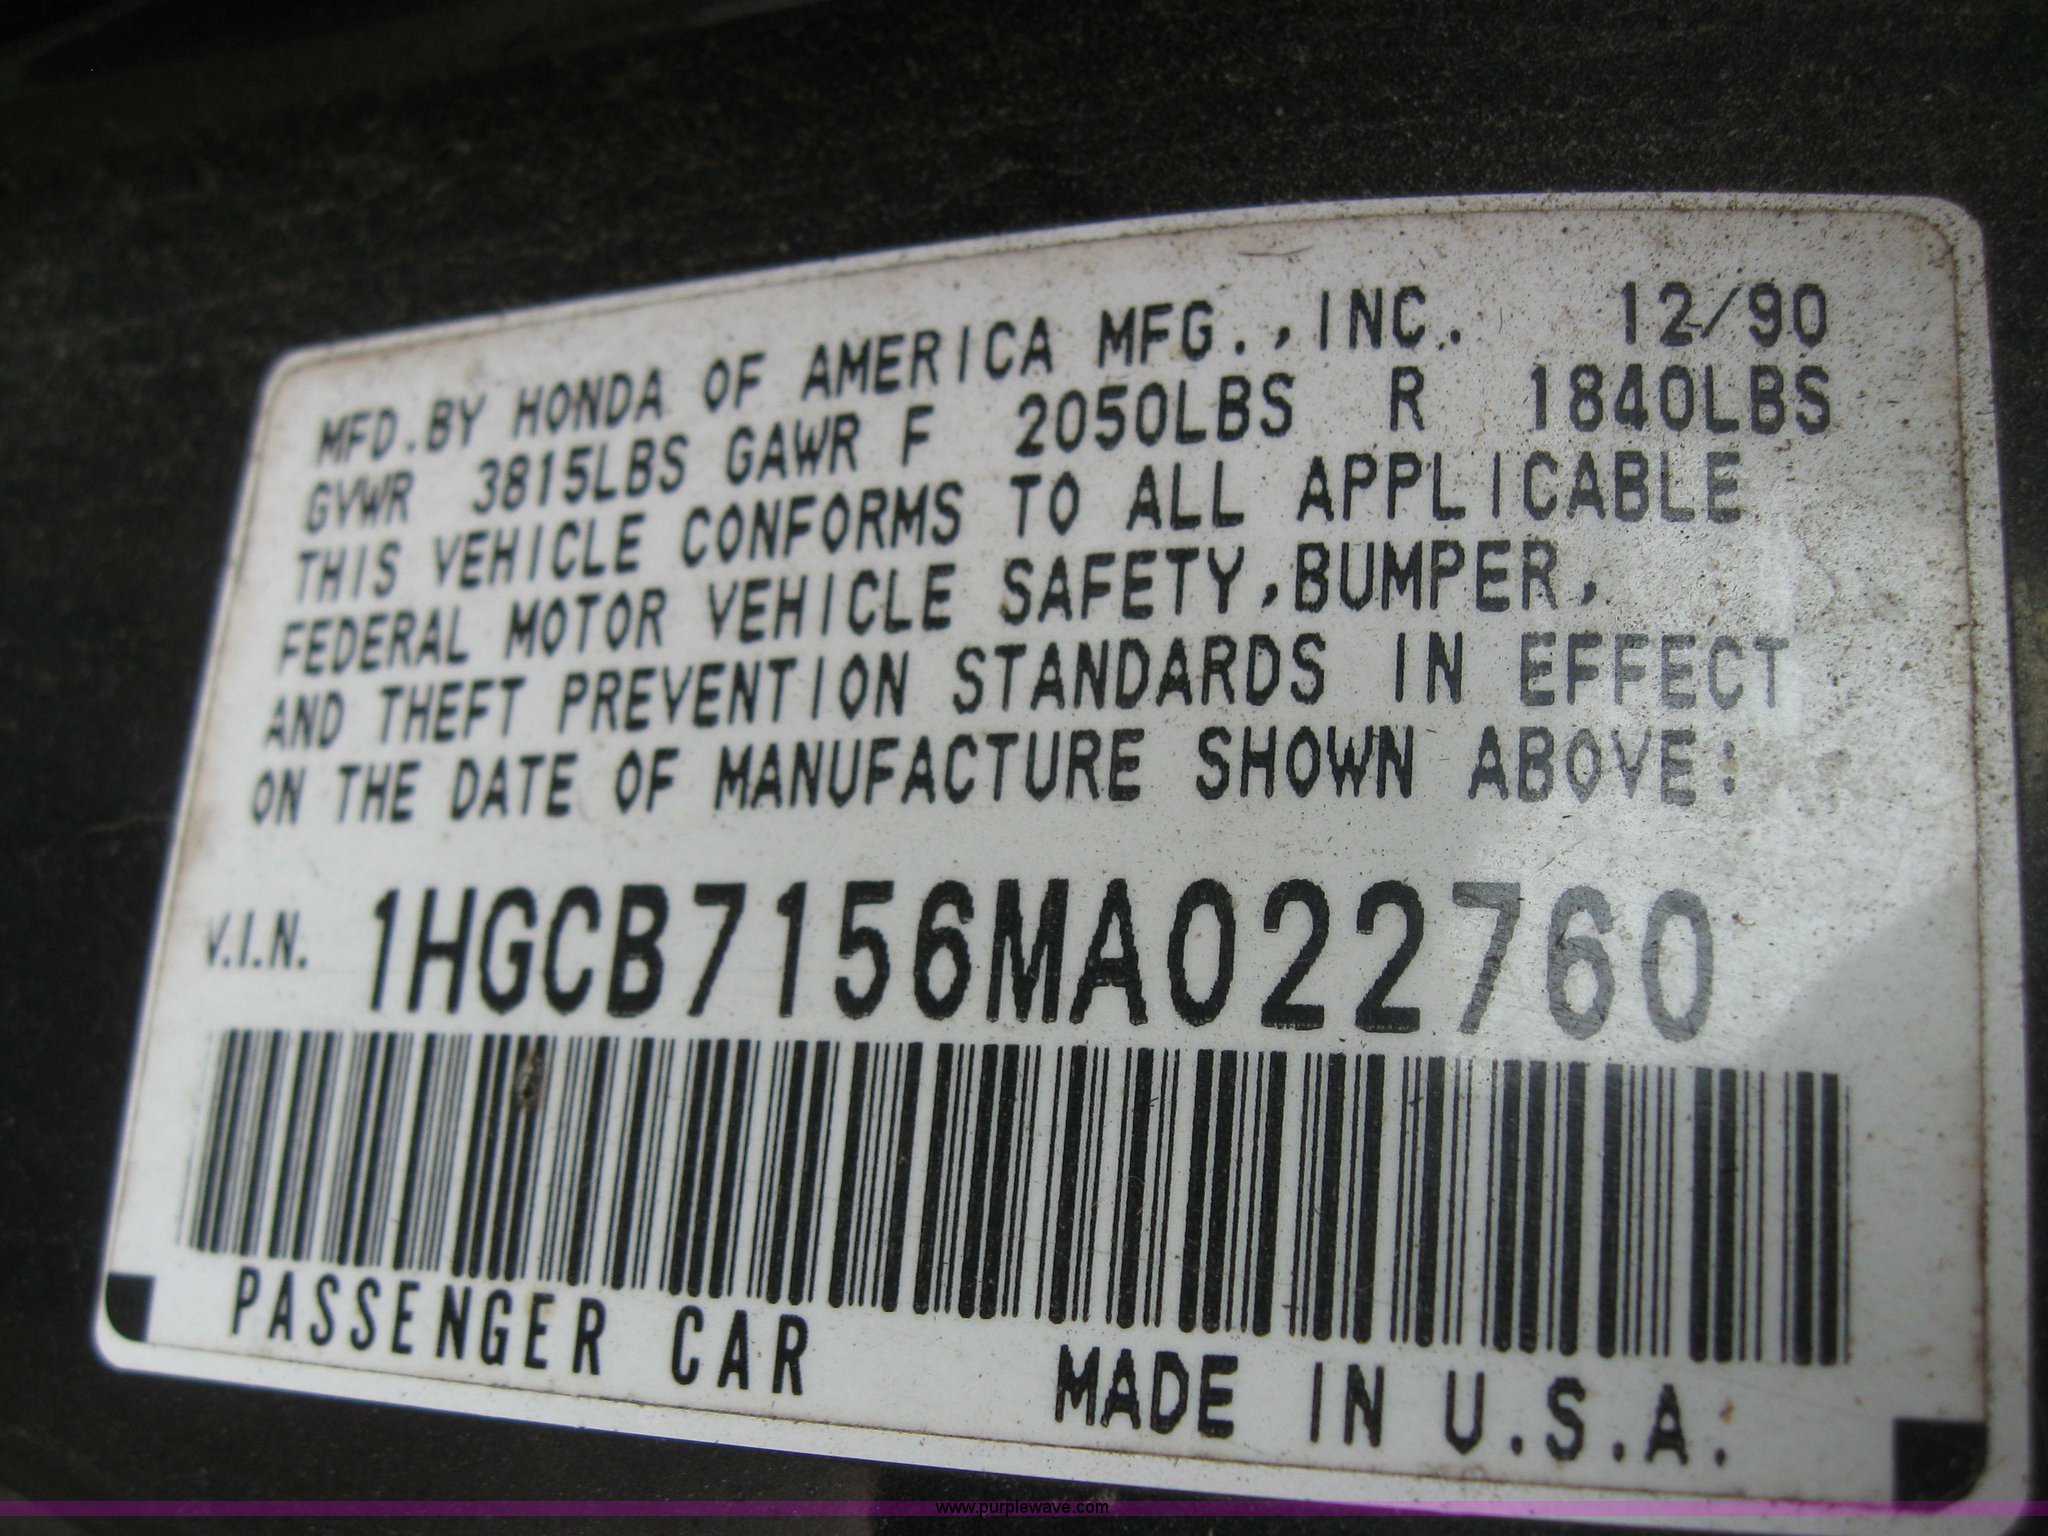 MFD.BY HONDA OF AMERICA MFG.,INC. 12/90
GVWR 3815LBS GAWR F 2050LBS R 1840LBS
THIS VEHICLE CONFORMS TO ALL APPLICABLE
FEDERAL MOTOR VEHICLE SAFETY,BUMPER,
AND THEFT PREVENTION STANDARDS IN EFFECT
ON THE DATE OF MANUFACTURE SHOWN ABOVE:
V.I.N. 1HGCB7156MA022760
PASSENGER CAR
MADE IN U.S.A.
www.purplewave.com